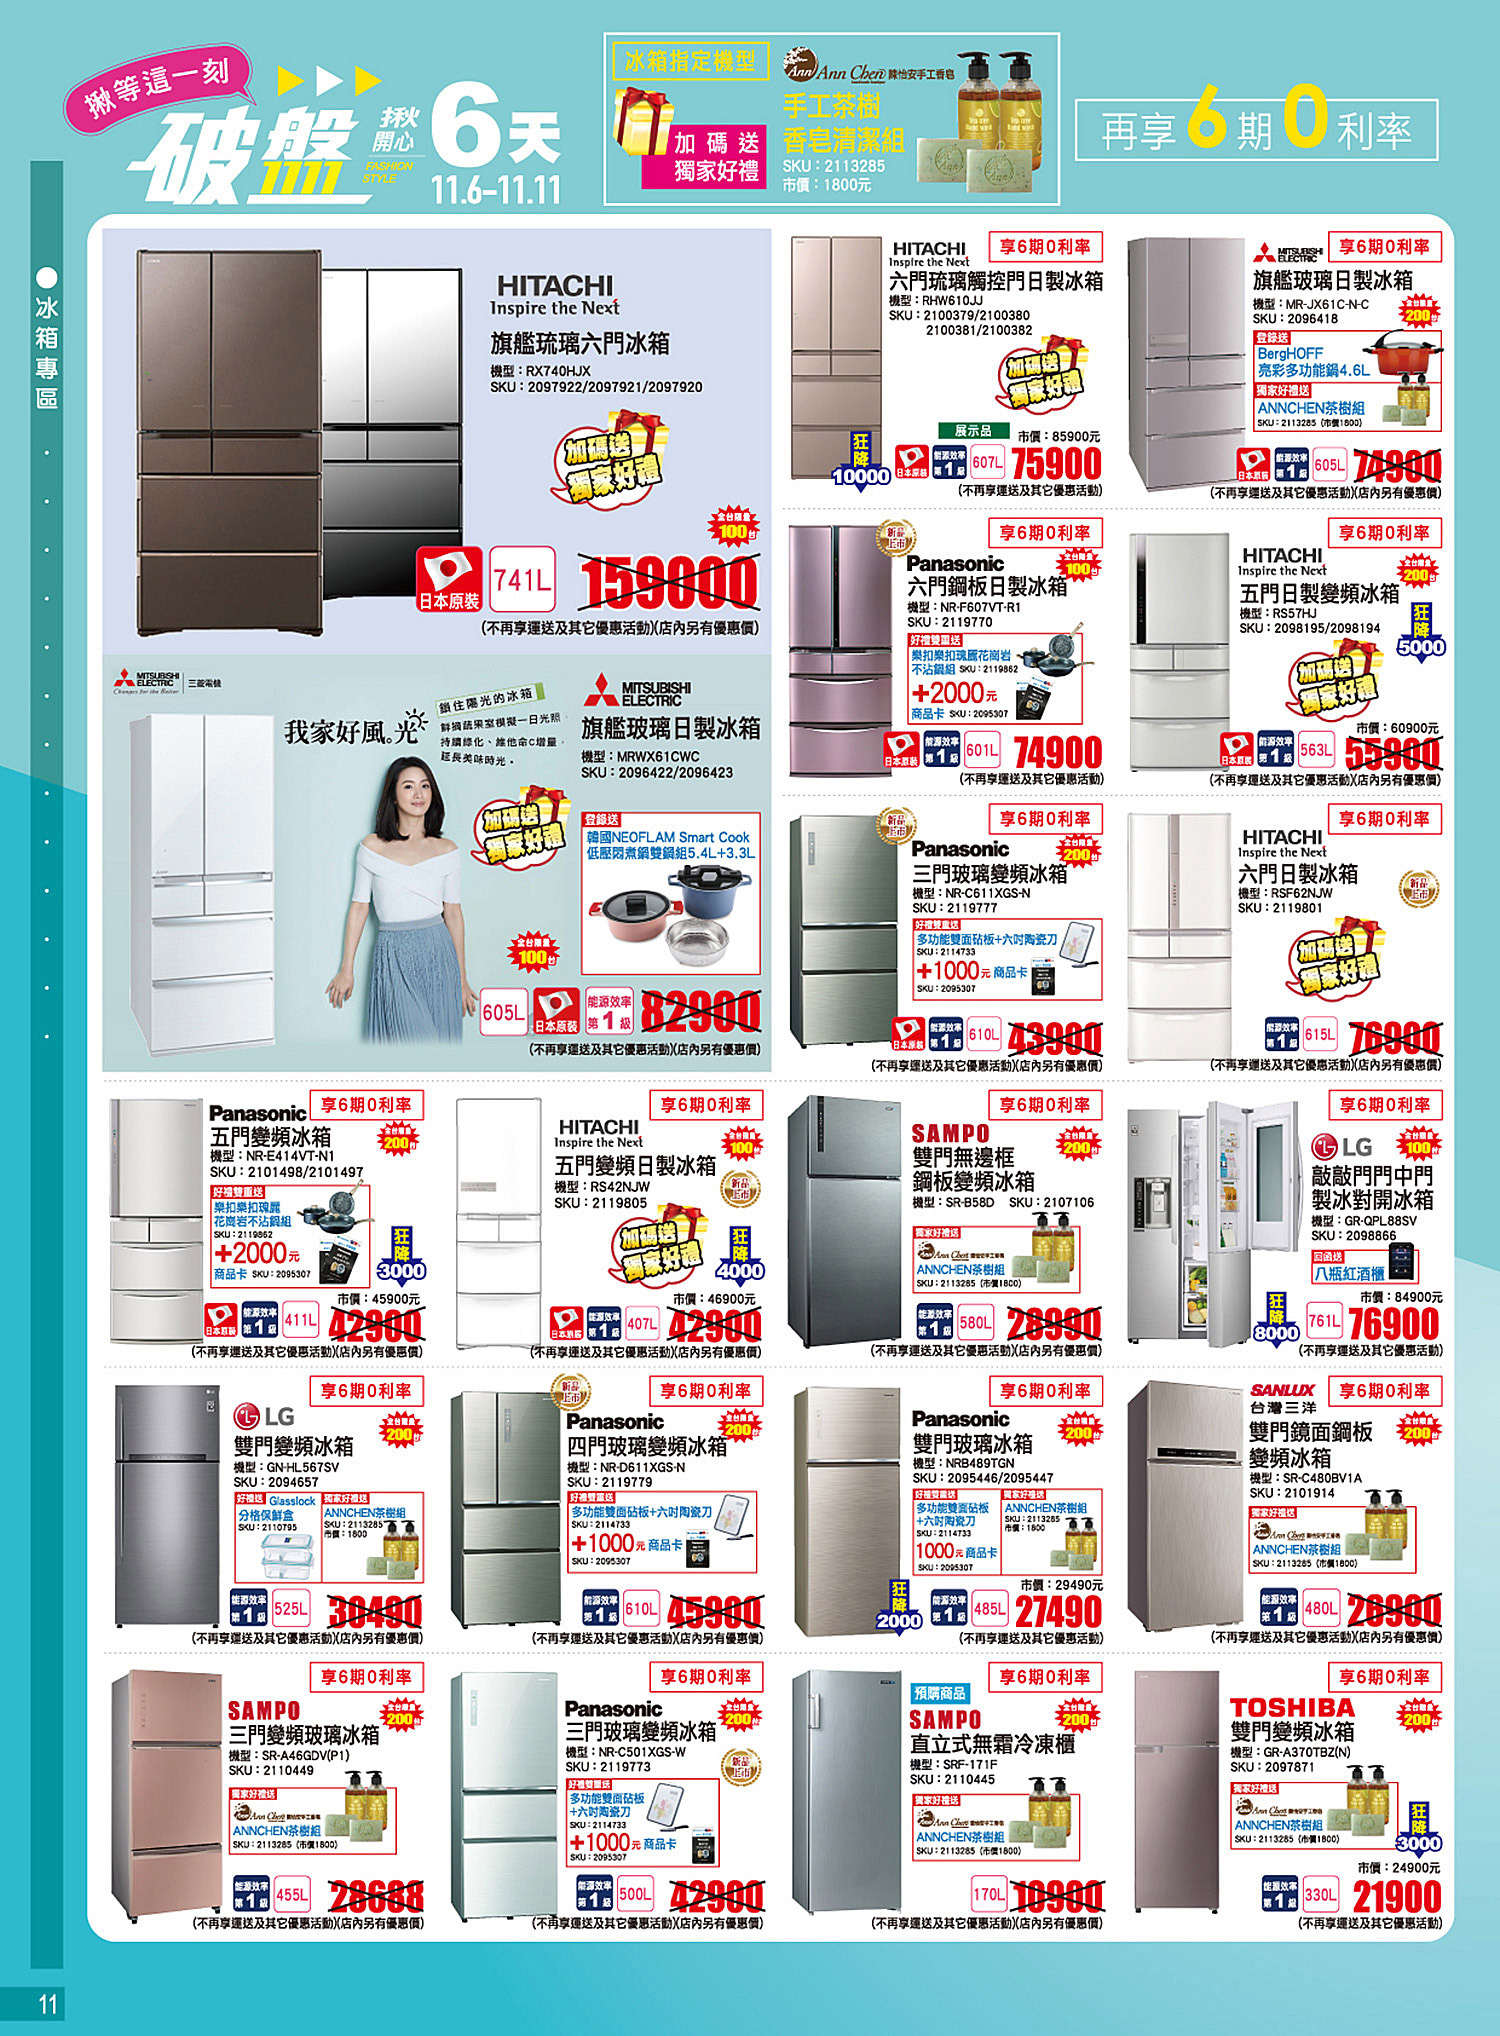 揪等這一刻
破盤
揪開心
FASHION STYLE
6天
11.6-11.11
冰箱指定機型
加碼送
獨家好禮
Ann Chen 陳怡安手工香皂
手工茶樹
香皂清潔組
SKU：2113285
市價：1800元
再享6期0利率
冰箱專區
HITACHI
Inspire the Next
旗艦琉璃六門冰箱
機型：RX740HJX
SKU：2097922/2097921/2097920
加碼送
獨家好禮
全台限量
100台
日本原裝
741L
159000
(不再享運送及其它優惠活動)(店內另有優惠價)
HITACHI
Inspire the Next
享6期0利率
六門琉璃觸控門日製冰箱
機型：RHW610JJ
SKU：2100379/2100380
2100381/2100382
加碼送
獨家好禮
展示品
市價：85900元
狂降
10000
日本原裝
能源效率
第1級
607L
75900
(不再享運送及其它優惠活動)
MITSUBISHI
ELECTRIC
享6期0利率
旗艦玻璃日製冰箱
機型：MR-JX61C-N-C
SKU：2096418
全台限量
200台
登錄送
BergHOFF
亮彩多功能鍋4.6L
獨家好禮送
ANNCHEN茶樹組
SKU：2113285 (市價1800)
日本原裝
能源效率
第1級
605L
74900
(不再享運送及其它優惠活動)(店內另有優惠價)
新品上市
享6期0利率
Panasonic
全台限量
100台
六門鋼板日製冰箱
機型：NR-F607VT-R1
SKU：2119770
好禮雙重送
樂扣樂扣瑰麗花崗岩
不沾鍋組 SKU：2119862
+2000元
商品卡 SKU：2095307
日本原裝
能源效率
第1級
601L
74900
(不再享運送及其它優惠活動)
享6期0利率
HITACHI
Inspire the Next
全台限量
200台
五門日製變頻冰箱
機型：RS57HJ
SKU：2098195/2098194
狂降
5000
加碼送
獨家好禮
市價：60900元
日本原裝
能源效率
第1級
563L
55900
(不再享運送及其它優惠活動)(店內另有優惠價)
MITSUBISHI
ELECTRIC
Changes for the Better
三菱電機
我家好風。光
鎖住陽光的冰箱
鮮摘蔬果室模擬一日光照
持續綠化、維他命C增量，
延長美味時光。
MITSUBISHI
ELECTRIC
旗艦玻璃日製冰箱
機型：MRWX61CWC
SKU：2096422/2096423
加碼送
獨家好禮
登錄送
韓國NEOFLAM Smart Cook
低壓悶煮鍋雙鍋組5.4L+3.3L
全台限量
100台
605L
日本原裝
能源效率
第1級
82900
(不再享運送及其它優惠活動)(店內另有優惠價)
新品上市
享6期0利率
Panasonic
全台限量
200台
三門玻璃變頻冰箱
機型：NR-C611XGS-N
SKU：2119777
好禮雙重送
多功能雙面砧板+六吋陶瓷刀
SKU：2114733
+1000元 商品卡
SKU：2095307
日本原裝
能源效率
第1級
610L
43900
(不再享運送及其它優惠活動)(店內另有優惠價)
享6期0利率
HITACHI
Inspire the Next
六門日製冰箱
機型：RSF62NJW
SKU：2119801
新品上市
加碼送
獨家好禮
能源效率
第1級
615L
76900
(不再享運送及其它優惠活動)(店內另有優惠價)
Panasonic
享6期0利率
五門變頻冰箱
機型：NR-E414VT-N1
SKU：2101498/2101497
全台限量
200台
好禮雙重送
樂扣樂扣瑰麗
花崗岩不沾鍋組
SKU：2119862
+2000元
商品卡 SKU：2095307
狂降
3000
市價：45900元
日本原裝
能源效率
第1級
411L
42900
(不再享運送及其它優惠活動)(店內另有優惠價)
享6期0利率
HITACHI
Inspire the Next
全台限量
100台
五門變頻日製冰箱
機型：RS42NJW
SKU：2119805
新品上市
加碼送
獨家好禮
狂降
4000
市價：46900元
日本原裝
能源效率
第1級
407L
42900
(不再享運送及其它優惠活動)(店內另有優惠價)
享6期0利率
SAMPO
全台限量
200台
雙門無邊框
鋼板變頻冰箱
機型：SR-B58D SKU：2107106
獨家好禮送
Ann Chen 陳怡安手工香皂
ANNCHEN茶樹組
SKU：2113285 (市價1800)
能源效率
第1級
580L
28990
(不再享運送及其它優惠活動)(店內另有優惠價)
享6期0利率
LG
全台限量
100台
敲敲門門中門
製冰對開冰箱
機型：GR-QPL88SV
SKU：2098866
回函送
八瓶紅酒櫃
市價：84900元
狂降
8000
761L
76900
(不再享運送及其它優惠活動)
享6期0利率
LG
全台限量
200台
雙門變頻冰箱
機型：GN-HL567SV
SKU：2094657
好禮送
Glasslock
分格保鮮盒
SKU：2110795
獨家好禮送
ANNCHEN茶樹組
SKU：2113285
市價：1800
能源效率
第1級
525L
30490
(不再享運送及其它優惠活動)(店內另有優惠價)
新品上市
享6期0利率
Panasonic
全台限量
200台
四門玻璃變頻冰箱
機型：NR-D611XGS-N
SKU：2119779
好禮雙重送
多功能雙面砧板+六吋陶瓷刀
SKU：2114733
+1000元 商品卡
SKU：2095307
能源效率
第1級
610L
45900
(不再享運送及其它優惠活動)(店內另有優惠價)
享6期0利率
Panasonic
全台限量
200台
雙門玻璃冰箱
機型：NRB489TGN
SKU：2095446/2095447
好禮雙重送
多功能雙面砧板
+六吋陶瓷刀
SKU：2114733
1000元 商品卡
SKU：2095307
獨家好禮送
ANNCHEN茶樹組
SKU：2113285
市價：1800
狂降
2000
市價：29490元
能源效率
第1級
485L
27490
(不再享運送及其它優惠活動)
SANLUX
台灣三洋
享6期0利率
全台限量
200台
雙門鏡面鋼板
變頻冰箱
機型：SR-C480BV1A
SKU：2101914
獨家好禮送
Ann Chen 陳怡安手工香皂
ANNCHEN茶樹組
SKU：2113285 (市價1800)
能源效率
第1級
480L
26900
(不再享運送及其它優惠活動)(店內另有優惠價)
享6期0利率
SAMPO
全台限量
200台
三門變頻玻璃冰箱
機型：SR-A46GDV(P1)
SKU：2110449
獨家好禮送
Ann Chen 陳怡安手工香皂
ANNCHEN茶樹組
SKU：2113285 (市價1800)
能源效率
第1級
455L
28688
(不再享運送及其它優惠活動)(店內另有優惠價)
享6期0利率
Panasonic
全台限量
200台
三門玻璃變頻冰箱
機型：NR-C501XGS-W
SKU：2119773
新品上市
好禮雙重送
多功能雙面砧板
+六吋陶瓷刀
SKU：2114733
+1000元 商品卡
SKU：2095307
能源效率
第1級
500L
42900
(不再享運送及其它優惠活動)(店內另有優惠價)
享6期0利率
預購商品
SAMPO
全台限量
200台
直立式無霜冷凍櫃
機型：SRF-171F
SKU：2110445
獨家好禮送
Ann Chen 陳怡安手工香皂
ANNCHEN茶樹組
SKU：2113285 (市價1800)
170L
19900
(不再享運送及其它優惠活動)(店內另有優惠價)
享6期0利率
TOSHIBA
全台限量
200台
雙門變頻冰箱
機型：GR-A370TBZ(N)
SKU：2097871
獨家好禮送
Ann Chen 陳怡安手工香皂
ANNCHEN茶樹組
SKU：2113285 (市價1800)
狂降
3000
市價：24900元
能源效率
第1級
330L
21900
(不再享運送及其它優惠活動)
11